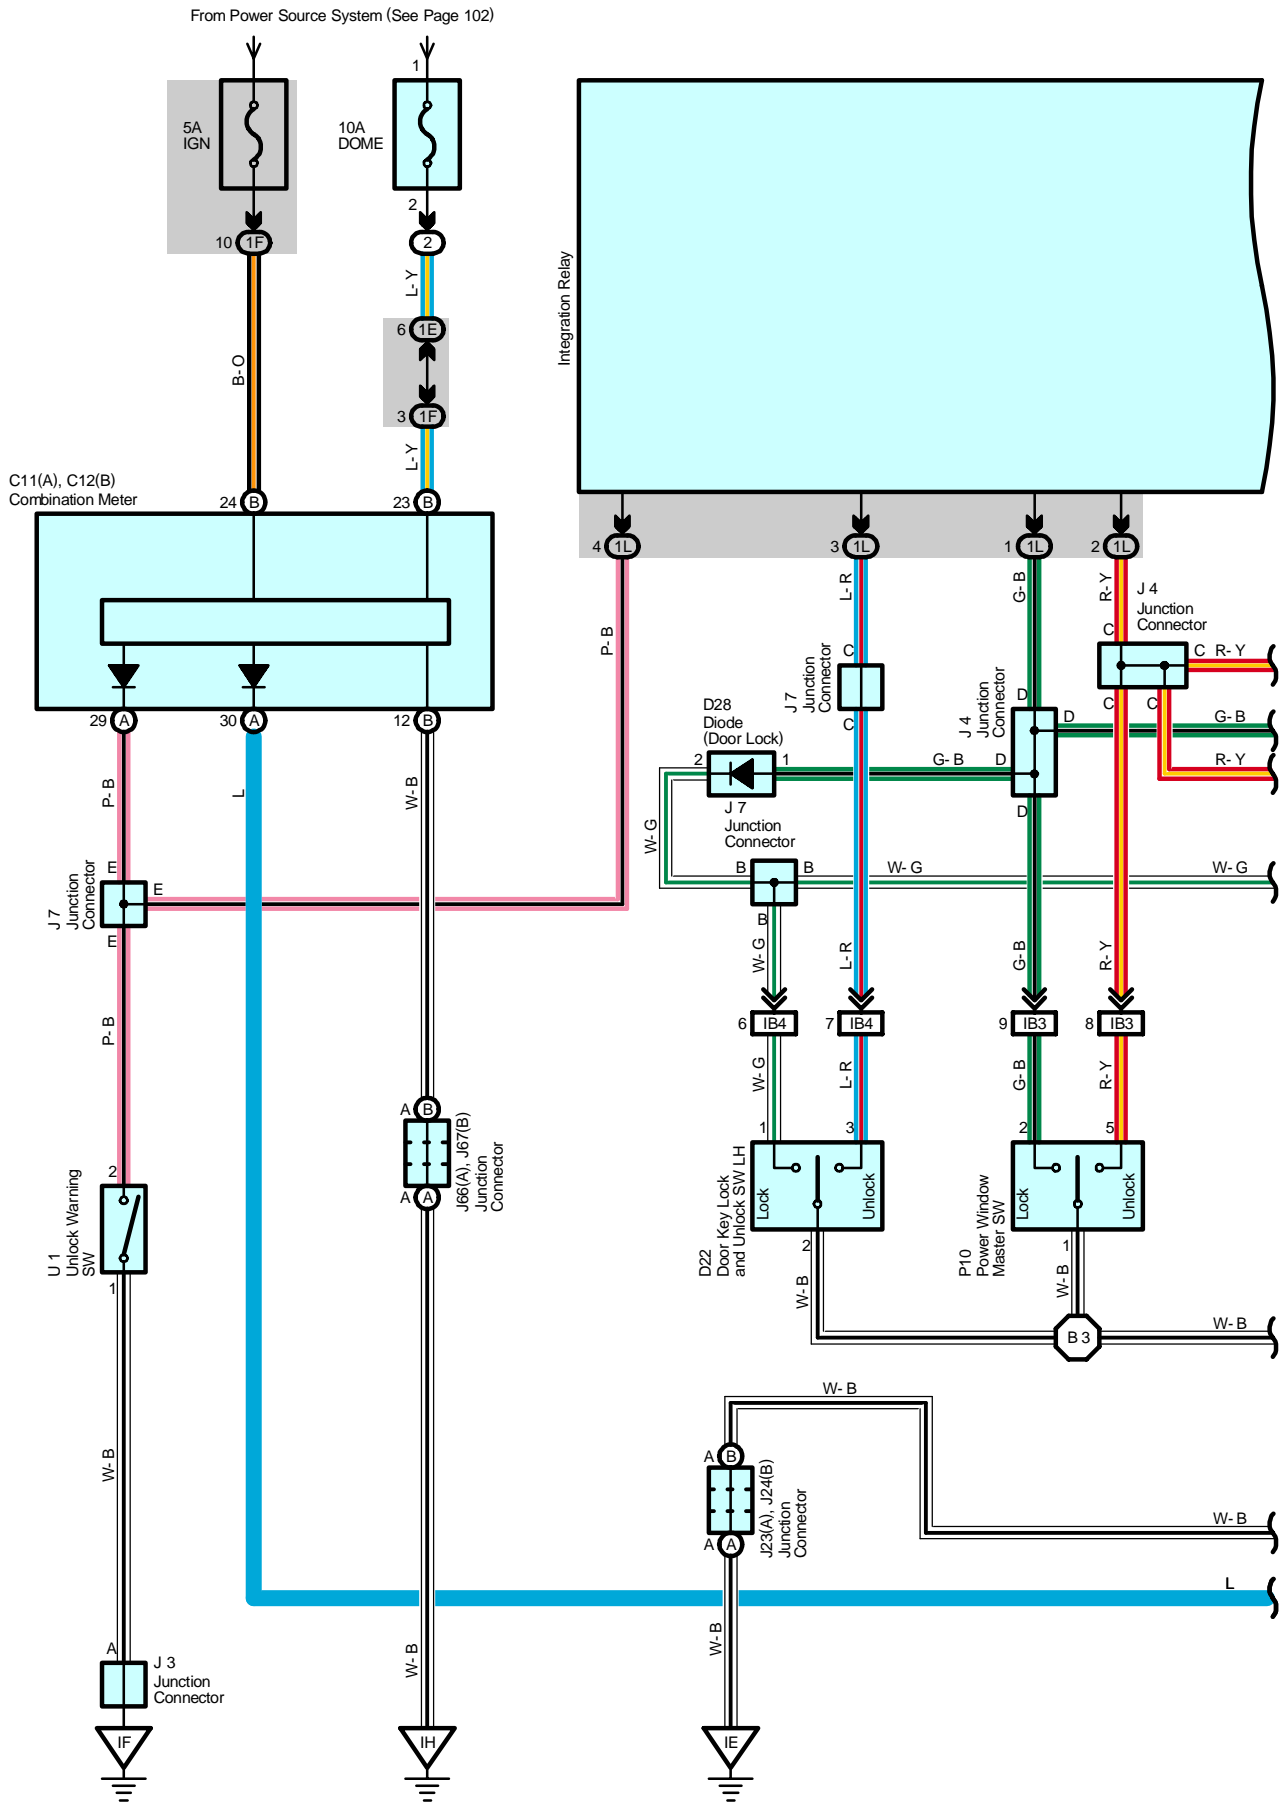 From Power Source System (See Page 102)
1
5A
IGN
10A
DOME
2
10 1F
2
L-Y
6 1E
3 1F
B-O
L-Y
Integration Relay
C11(A), C12(B)
Combination Meter
24 B
23 B
4 1L
3 1L
1 1L
2 1L
P-B
L-R
G-B
R-Y
J 4
Junction
Connector
C
C R-Y
C
C
J 7
Junction
Connector
C
C
D
J 4
Junction
Connector
D
G-B
R-Y
29 A
30 A
12 B
D28
Diode
(Door Lock)
2
1
G-B
D
D
P-B
L
W-B
W-G
J 7
Junction
Connector
B
B
W-G
W-G
B
E
E
J 7
Junction
Connector
E
W-G
L-R
G-B
R-Y
6 IB4
7 IB4
9 IB3
8 IB3
P-B
W-G
L-R
G-B
R-Y
A B
J66(A), J67(B)
Junction
Connector
A A
1
3
2
5
Lock
Unlock
Lock
Unlock
D22
Door Key Lock
and Unlock SW LH
P10
Power Window
Master SW
2
U 1
Unlock Warning
SW
1
2
1
W-B
W-B
B 3
W-B
W-B
W-B
A B
J23(A), J24(B)
Junction
Connector
A A
W-B
L
W-B
W-B
A
J 3
Junction
Connector
IF
IH
IE